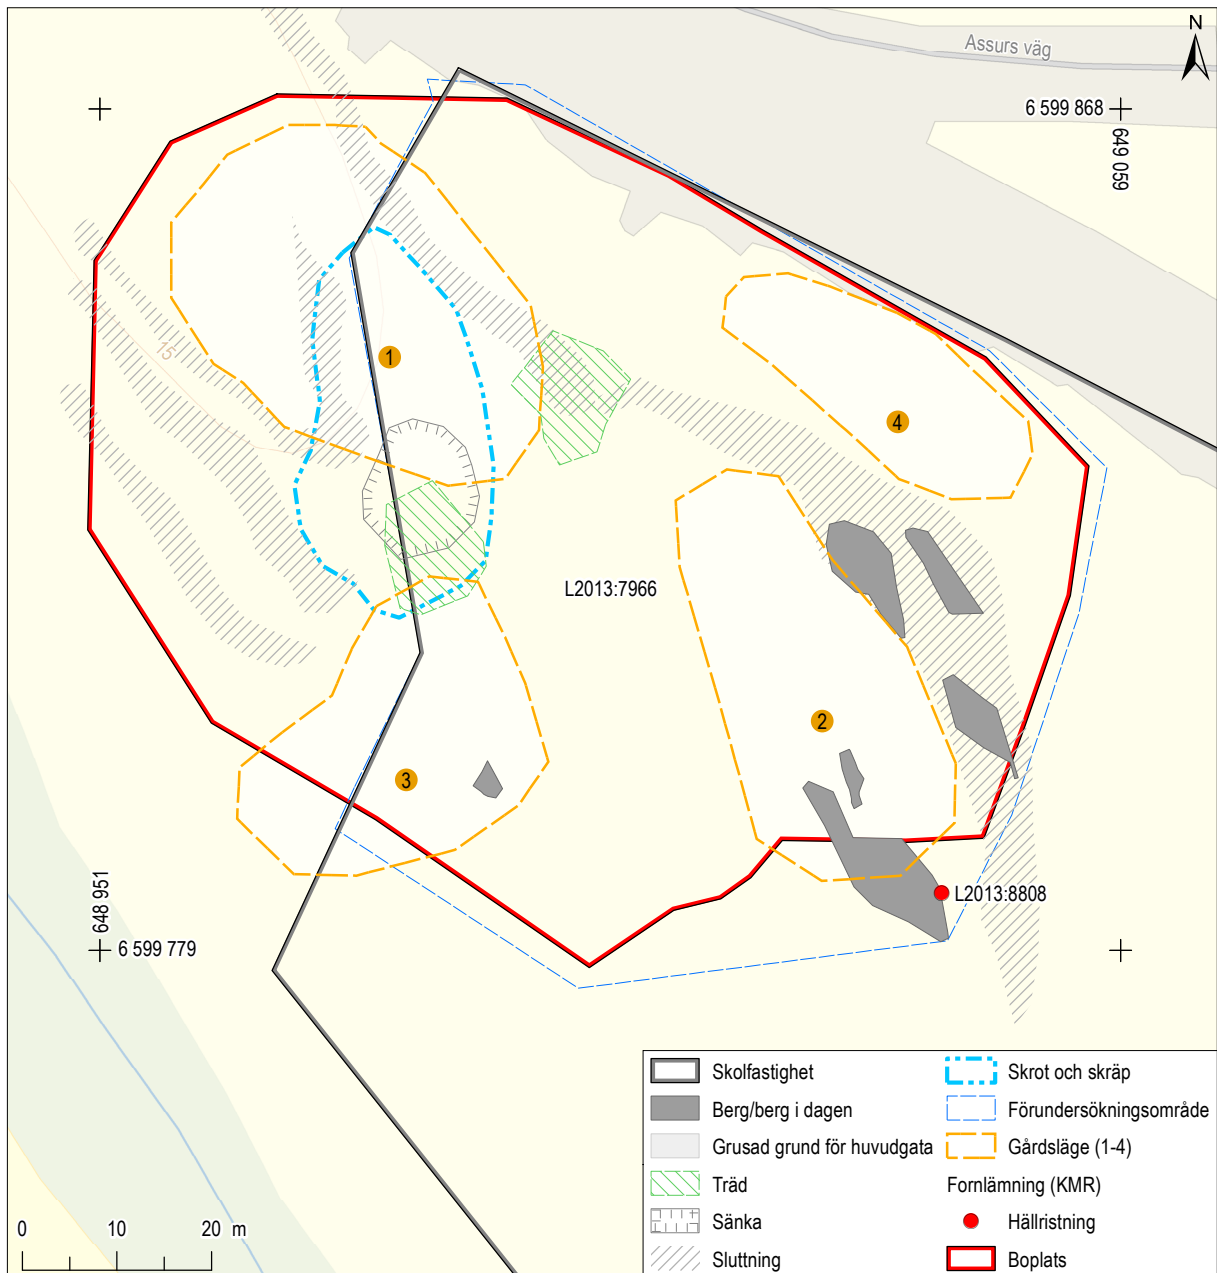 N
Assurs väg
6 599 868
649 059
15
1
4
L2013:7966
2
3
L2013:8808
648 951
6 599 779
Skolfastighet
Berg/berg i dagen
Grusad grund för huvudgata
Träd
Sänka
Sluttning
Skrot och skräp
Förundersökningsområde
Gårdsläge (1-4)
Fornlämning (KMR)
Hällristning
Boplats
0 10 20 m